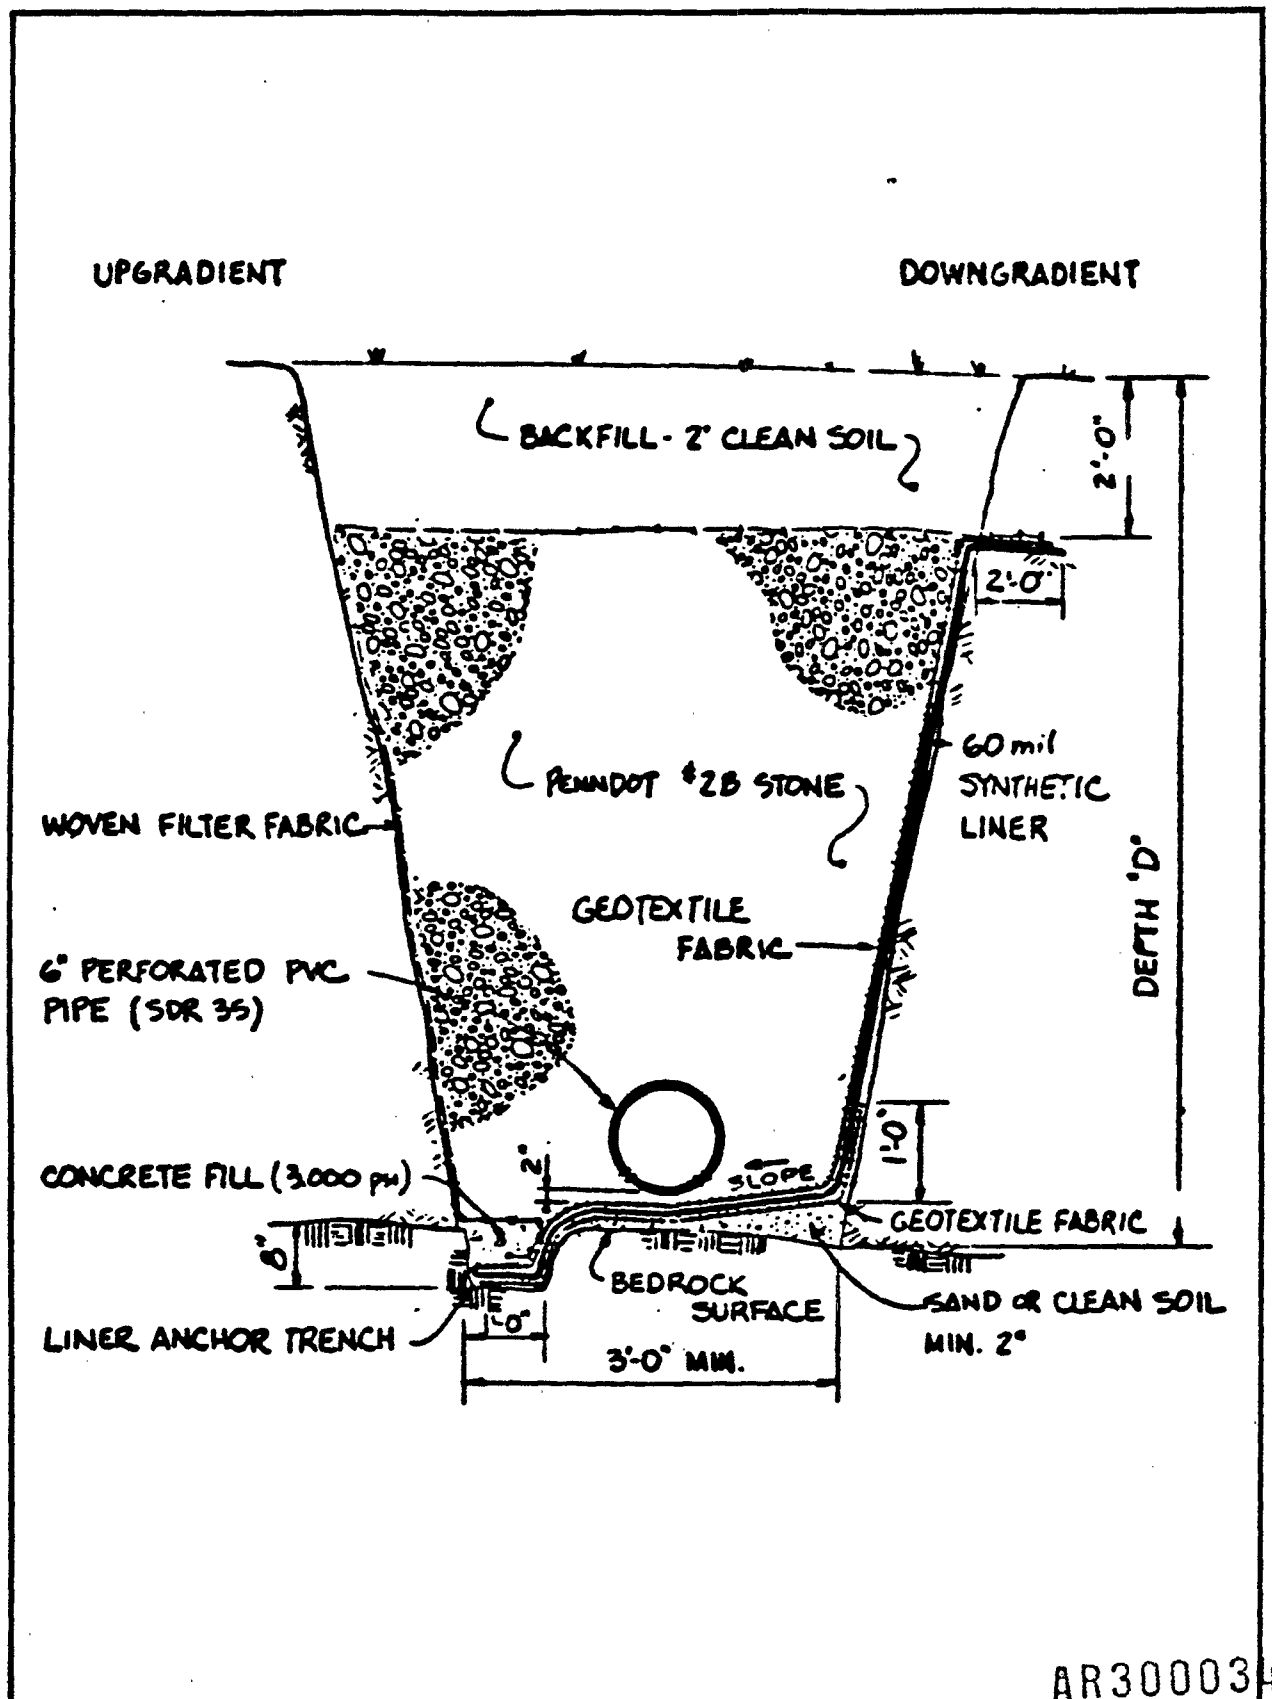 UPGRADIENT
DOWNGRADIENT
BACKFILL - 2' CLEAN SOIL
2'-0"
2'-0"
60 mil
SYNTHETIC
LINER
PENNDOT #2B STONE
WOVEN FILTER FABRIC
DEPTH "D"
GEOTEXTILE
FABRIC
6" PERFORATED PVC
PIPE (SDR 35)
1'-0"
2"
SLOPE
CONCRETE FILL (3,000 psi)
GEOTEXTILE FABRIC
8"
BEDROCK
SURFACE
SAND OR CLEAN SOIL
MIN. 2"
LINER ANCHOR TRENCH
3'-0" MIN.
AR30003